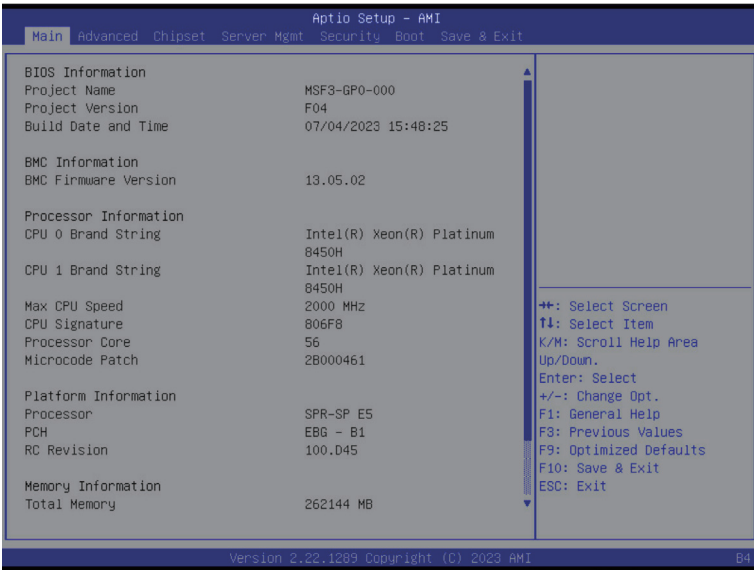 Aptio Setup - AMI
Main Advanced Chipset Server Mgmt Security Boot Save & Exit
BIOS Information
Project Name MSF3-GP0-000
Project Version F04
Build Date and Time 07/04/2023 15:48:25
BMC Information
BMC Firmware Version 13.05.02
Processor Information
CPU 0 Brand String Intel(R) Xeon(R) Platinum
8450H
CPU 1 Brand String Intel(R) Xeon(R) Platinum
8450H
Max CPU Speed 2000 MHz
CPU Signature 806F8
Processor Core 56
Microcode Patch 2B000461
Platform Information
Processor SPR-SP E5
PCH EBG - B1
RC Revision 100.D45
Memory Information
Total Memory 262144 MB
→←: Select Screen
↑↓: Select Item
K/M: Scroll Help Area
Up/Down.
Enter: Select
+/-: Change Opt.
F1: General Help
F3: Previous Values
F9: Optimized Defaults
F10: Save & Exit
ESC: Exit
Version 2.22.1289 Copyright (C) 2023 AMI
B4